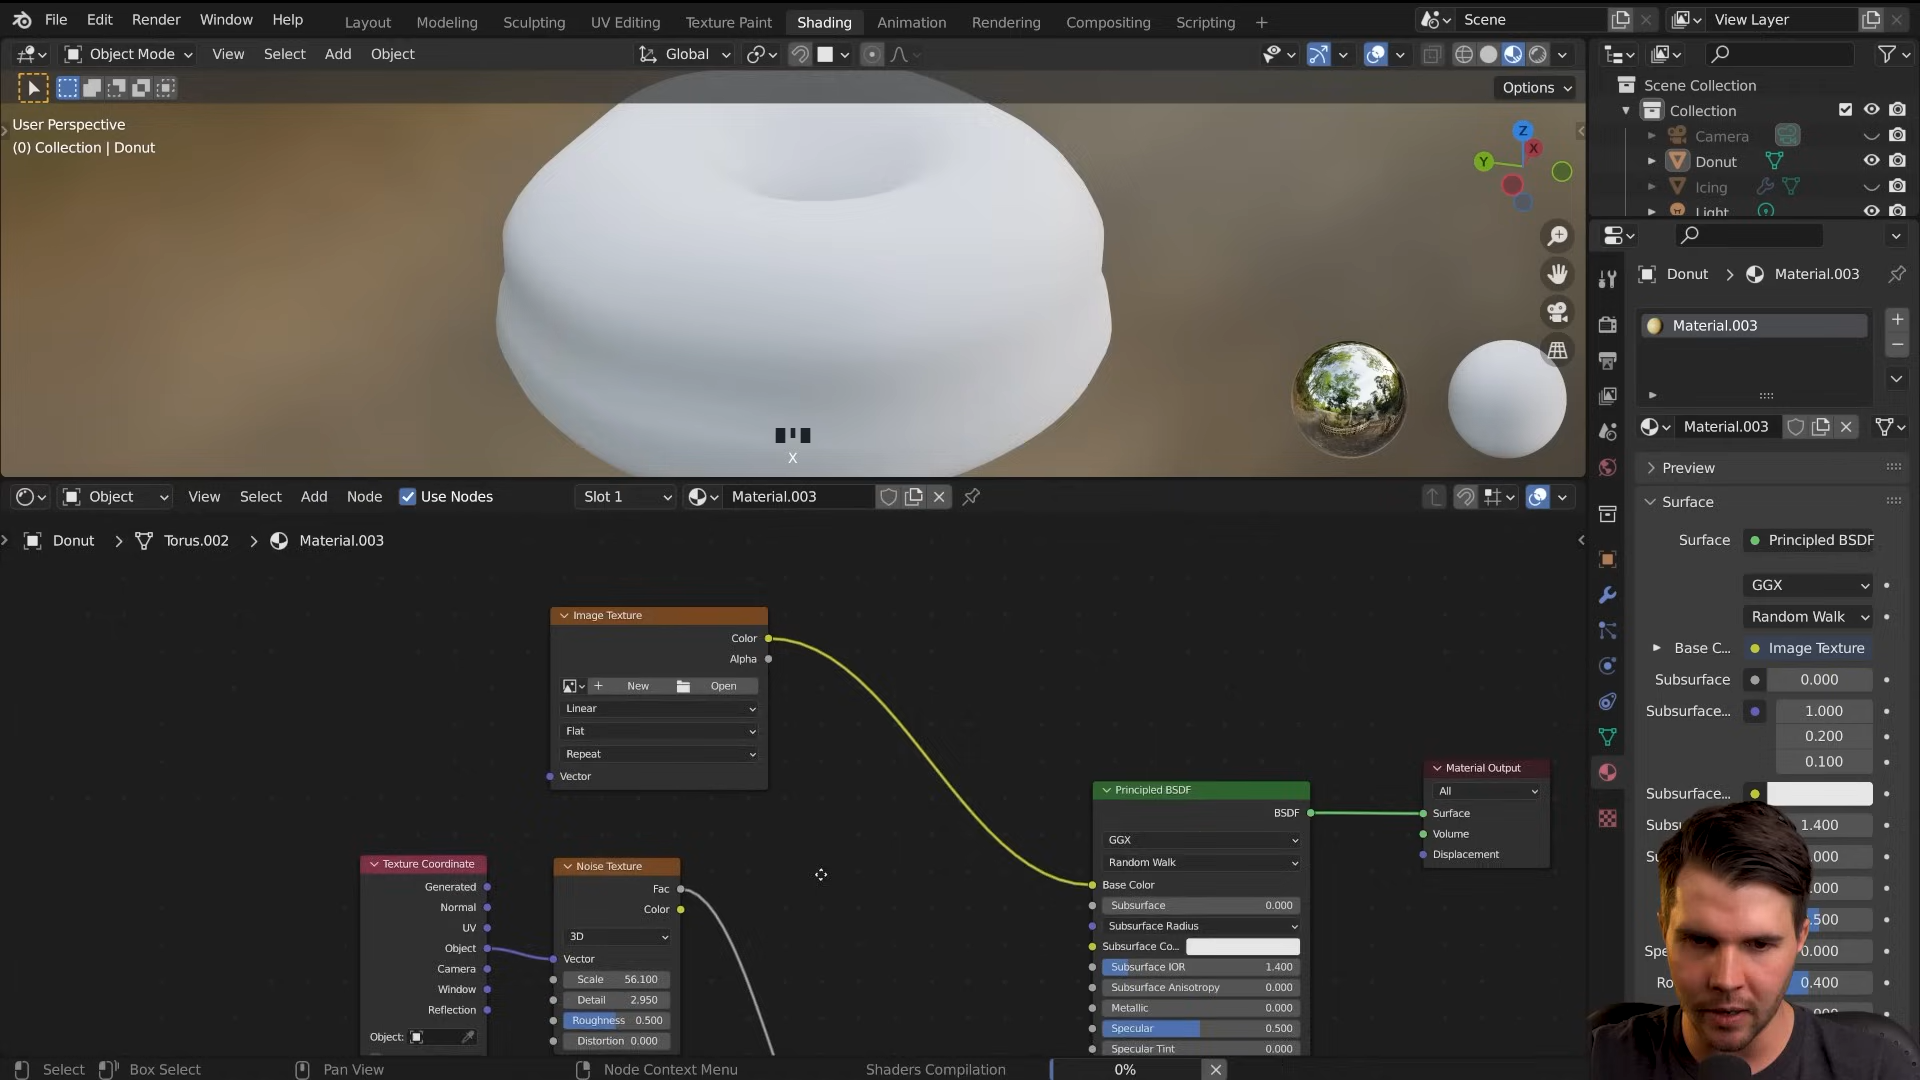 File Edit Render Window Help Layout Modeling Sculpting UV Editing Texture Paint Shading Animation Rendering Compositing Scripting + Scene View Layer
Object Mode View Select Add Object Global
Options
User Perspective
(0) Collection | Donut
Z
X
Y
X
Scene Collection
Collection
Camera
Donut
Icing
Light
Donut > Material.003
Material.003
Material.003
Preview
Surface
Surface Principled BSDF
GGX
Random Walk
Base C... Image Texture
Subsurface 0.000
Subsurface... 1.000
0.200
0.100
Subsurface...
Subs 1.400
.000
.500
Spe 0.000
Ro 0.400
Object View Select Add Node Use Nodes Slot 1 Material.003
Donut > Torus.002 > Material.003
Image Texture
Color
Alpha
New Open
Linear
Flat
Repeat
Vector
Texture Coordinate
Generated
Normal
UV
Object
Camera
Window
Reflection
Object:
Noise Texture
Fac
Color
3D
Vector
Scale 56.100
Detail 2.950
Roughness 0.500
Distortion 0.000
Principled BSDF
BSDF
GGX
Random Walk
Base Color
Subsurface 0.000
Subsurface Radius
Subsurface Co...
Subsurface IOR 1.400
Subsurface Anisotropy 0.000
Metallic 0.000
Specular 0.500
Specular Tint 0.000
Material Output
All
Surface
Volume
Displacement
Select Box Select Pan View Node Context Menu Shaders Compilation 0%